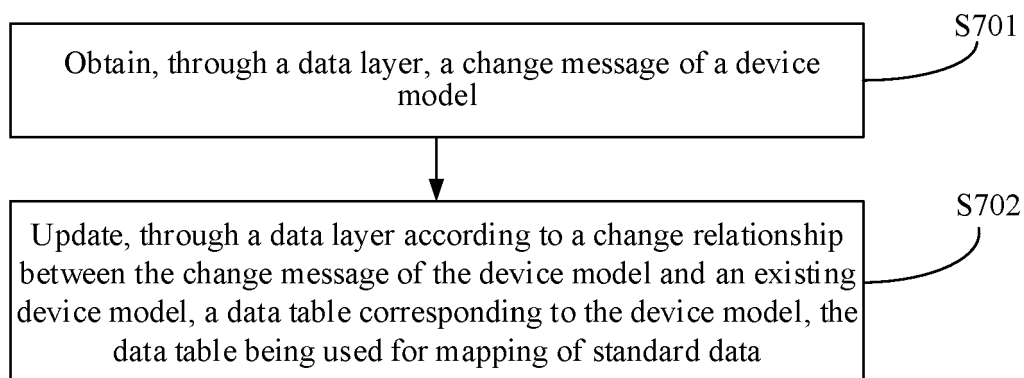 S701
Obtain, through a data layer, a change message of a device
model
S702
Update, through a data layer according to a change relationship
between the change message of the device model and an existing
device model, a data table corresponding to the device model, the
data table being used for mapping of standard data